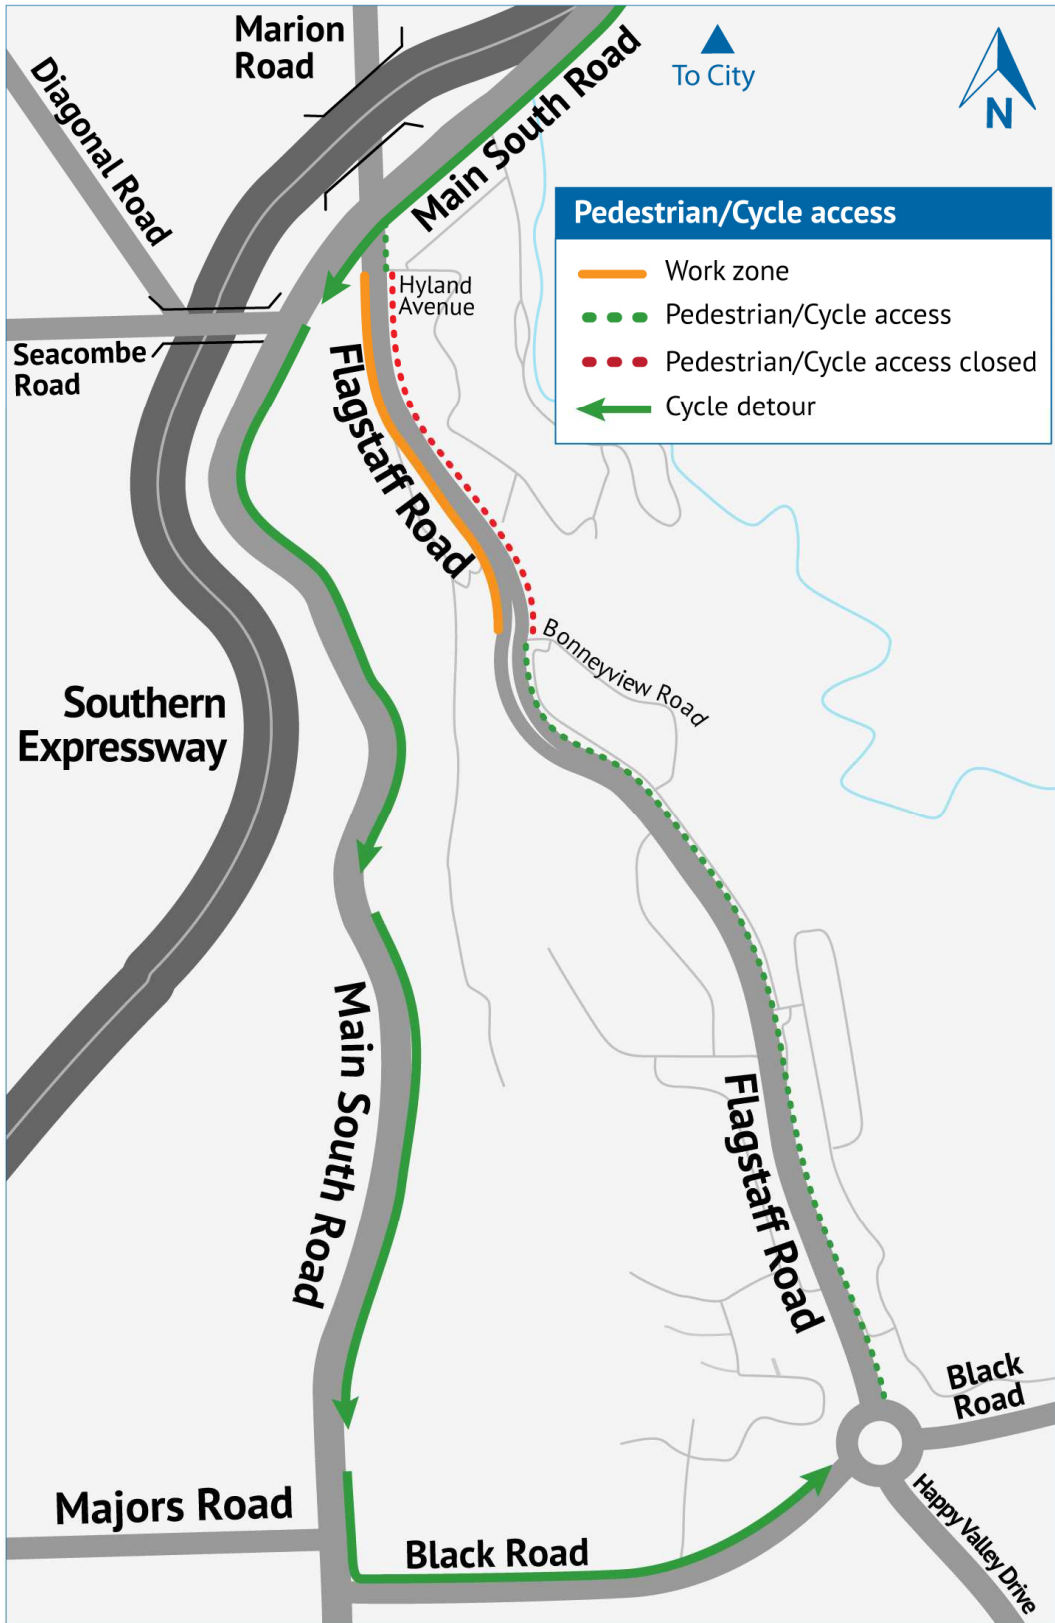 Marion
Road
Main South Road
To City
N
Diagonal Road
Pedestrian/Cycle access
Work zone
Pedestrian/Cycle access
Pedestrian/Cycle access closed
Cycle detour
Hyland
Avenue
Seacombe
Road
Flagstaff Road
Bonneyview Road
Southern
Expressway
Main South Road
Flagstaff Road
Black
Road
Majors Road
Black Road
Happy Valley Drive